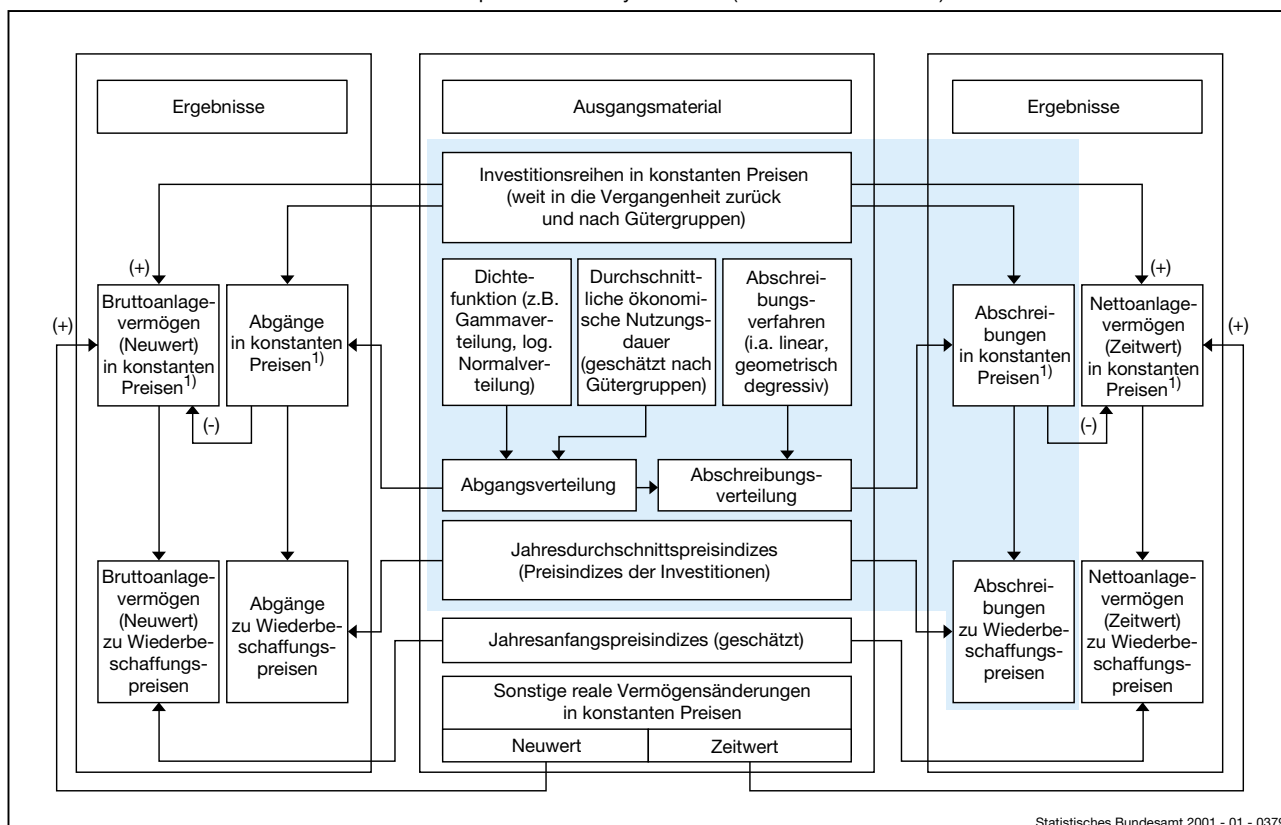 Ergebnisse
Ausgangsmaterial
Ergebnisse
Investitionsreihen in konstanten Preisen
(weit in die Vergangenheit zurück
und nach Gütergruppen)
(+)
(+)
(+)
(+)
Bruttoanlage-
vermögen
(Neuwert)
in konstanten
Preisen1)
Abgänge
in konstanten
Preisen1)
Dichte-
funktion (z.B.
Gammaver-
teilung, log.
Normalver-
teilung)
Durchschnitt-
liche ökonomi-
sche Nutzungs-
dauer
(geschätzt nach
Gütergruppen)
Abschrei-
bungs-
verfahren
(i.a. linear,
geometrisch
degressiv)
Abschrei-
bungen
in konstanten
Preisen1)
Nettoanlage-
vermögen
(Zeitwert)
in konstanten
Preisen1)
(-)
(-)
Abgangsverteilung
Abschreibungs-
verteilung
Jahresdurchschnittspreisindizes
(Preisindizes der Investitionen)
Bruttoanlage-
vermögen
(Neuwert)
zu Wiederbe-
schaffungs-
preisen
Abgänge
zu Wiederbe-
schaffungs-
preisen
Abschrei-
bungen
zu Wiederbe-
schaffungs-
preisen
Nettoanlage-
vermögen
(Zeitwert)
zu Wiederbe-
schaffungs-
preisen
Jahresanfangspreisindizes (geschätzt)
Sonstige reale Vermögensänderungen
in konstanten Preisen
Neuwert
Zeitwert
Statistisches Bundesamt 2001 - 01 - 0379